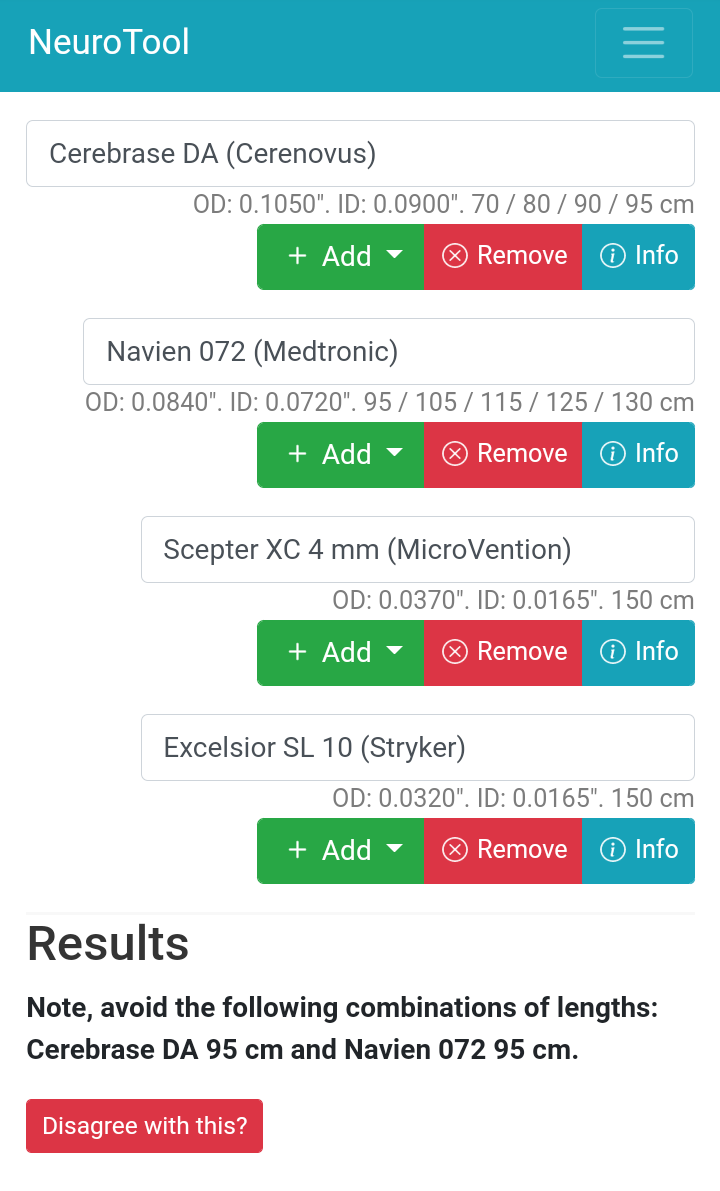 NeuroTool
Cerebrase DA (Cerenovus)
OD: 0.1050". ID: 0.0900". 70 / 80 / 90 / 95 cm
+ Add Remove Info
Navien 072 (Medtronic)
OD: 0.0840". ID: 0.0720". 95 / 105 / 115 / 125 / 130 cm
+ Add Remove Info
Scepter XC 4 mm (MicroVention)
OD: 0.0370". ID: 0.0165". 150 cm
+ Add Remove Info
Excelsior SL 10 (Stryker)
OD: 0.0320". ID: 0.0165". 150 cm
+ Add Remove Info
Results
Note, avoid the following combinations of lengths:
Cerebrase DA 95 cm and Navien 072 95 cm.
Disagree with this?